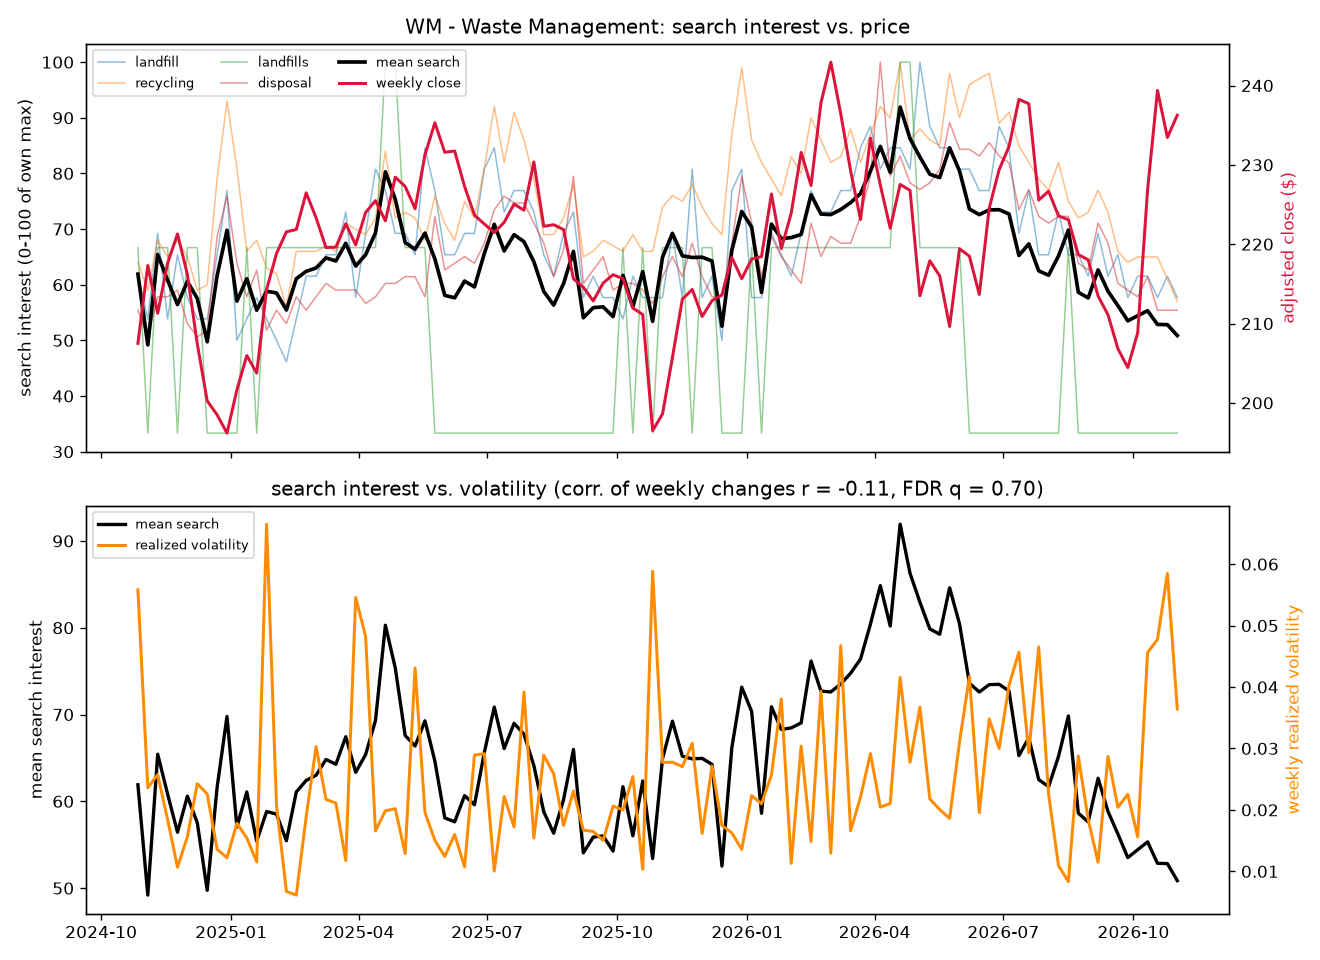 WM - Waste Management: search interest vs. price
landfill
recycling
landfills
disposal
mean search
weekly close
search interest (0-100 of own max)
100
90
80
70
60
50
40
30
adjusted close ($)
240
230
220
210
200
search interest vs. volatility (corr. of weekly changes r = -0.11, FDR q = 0.70)
mean search
realized volatility
mean search interest
90
80
70
60
50
weekly realized volatility
0.06
0.05
0.04
0.03
0.02
0.01
2024-10
2025-01
2025-04
2025-07
2025-10
2026-01
2026-04
2026-07
2026-10